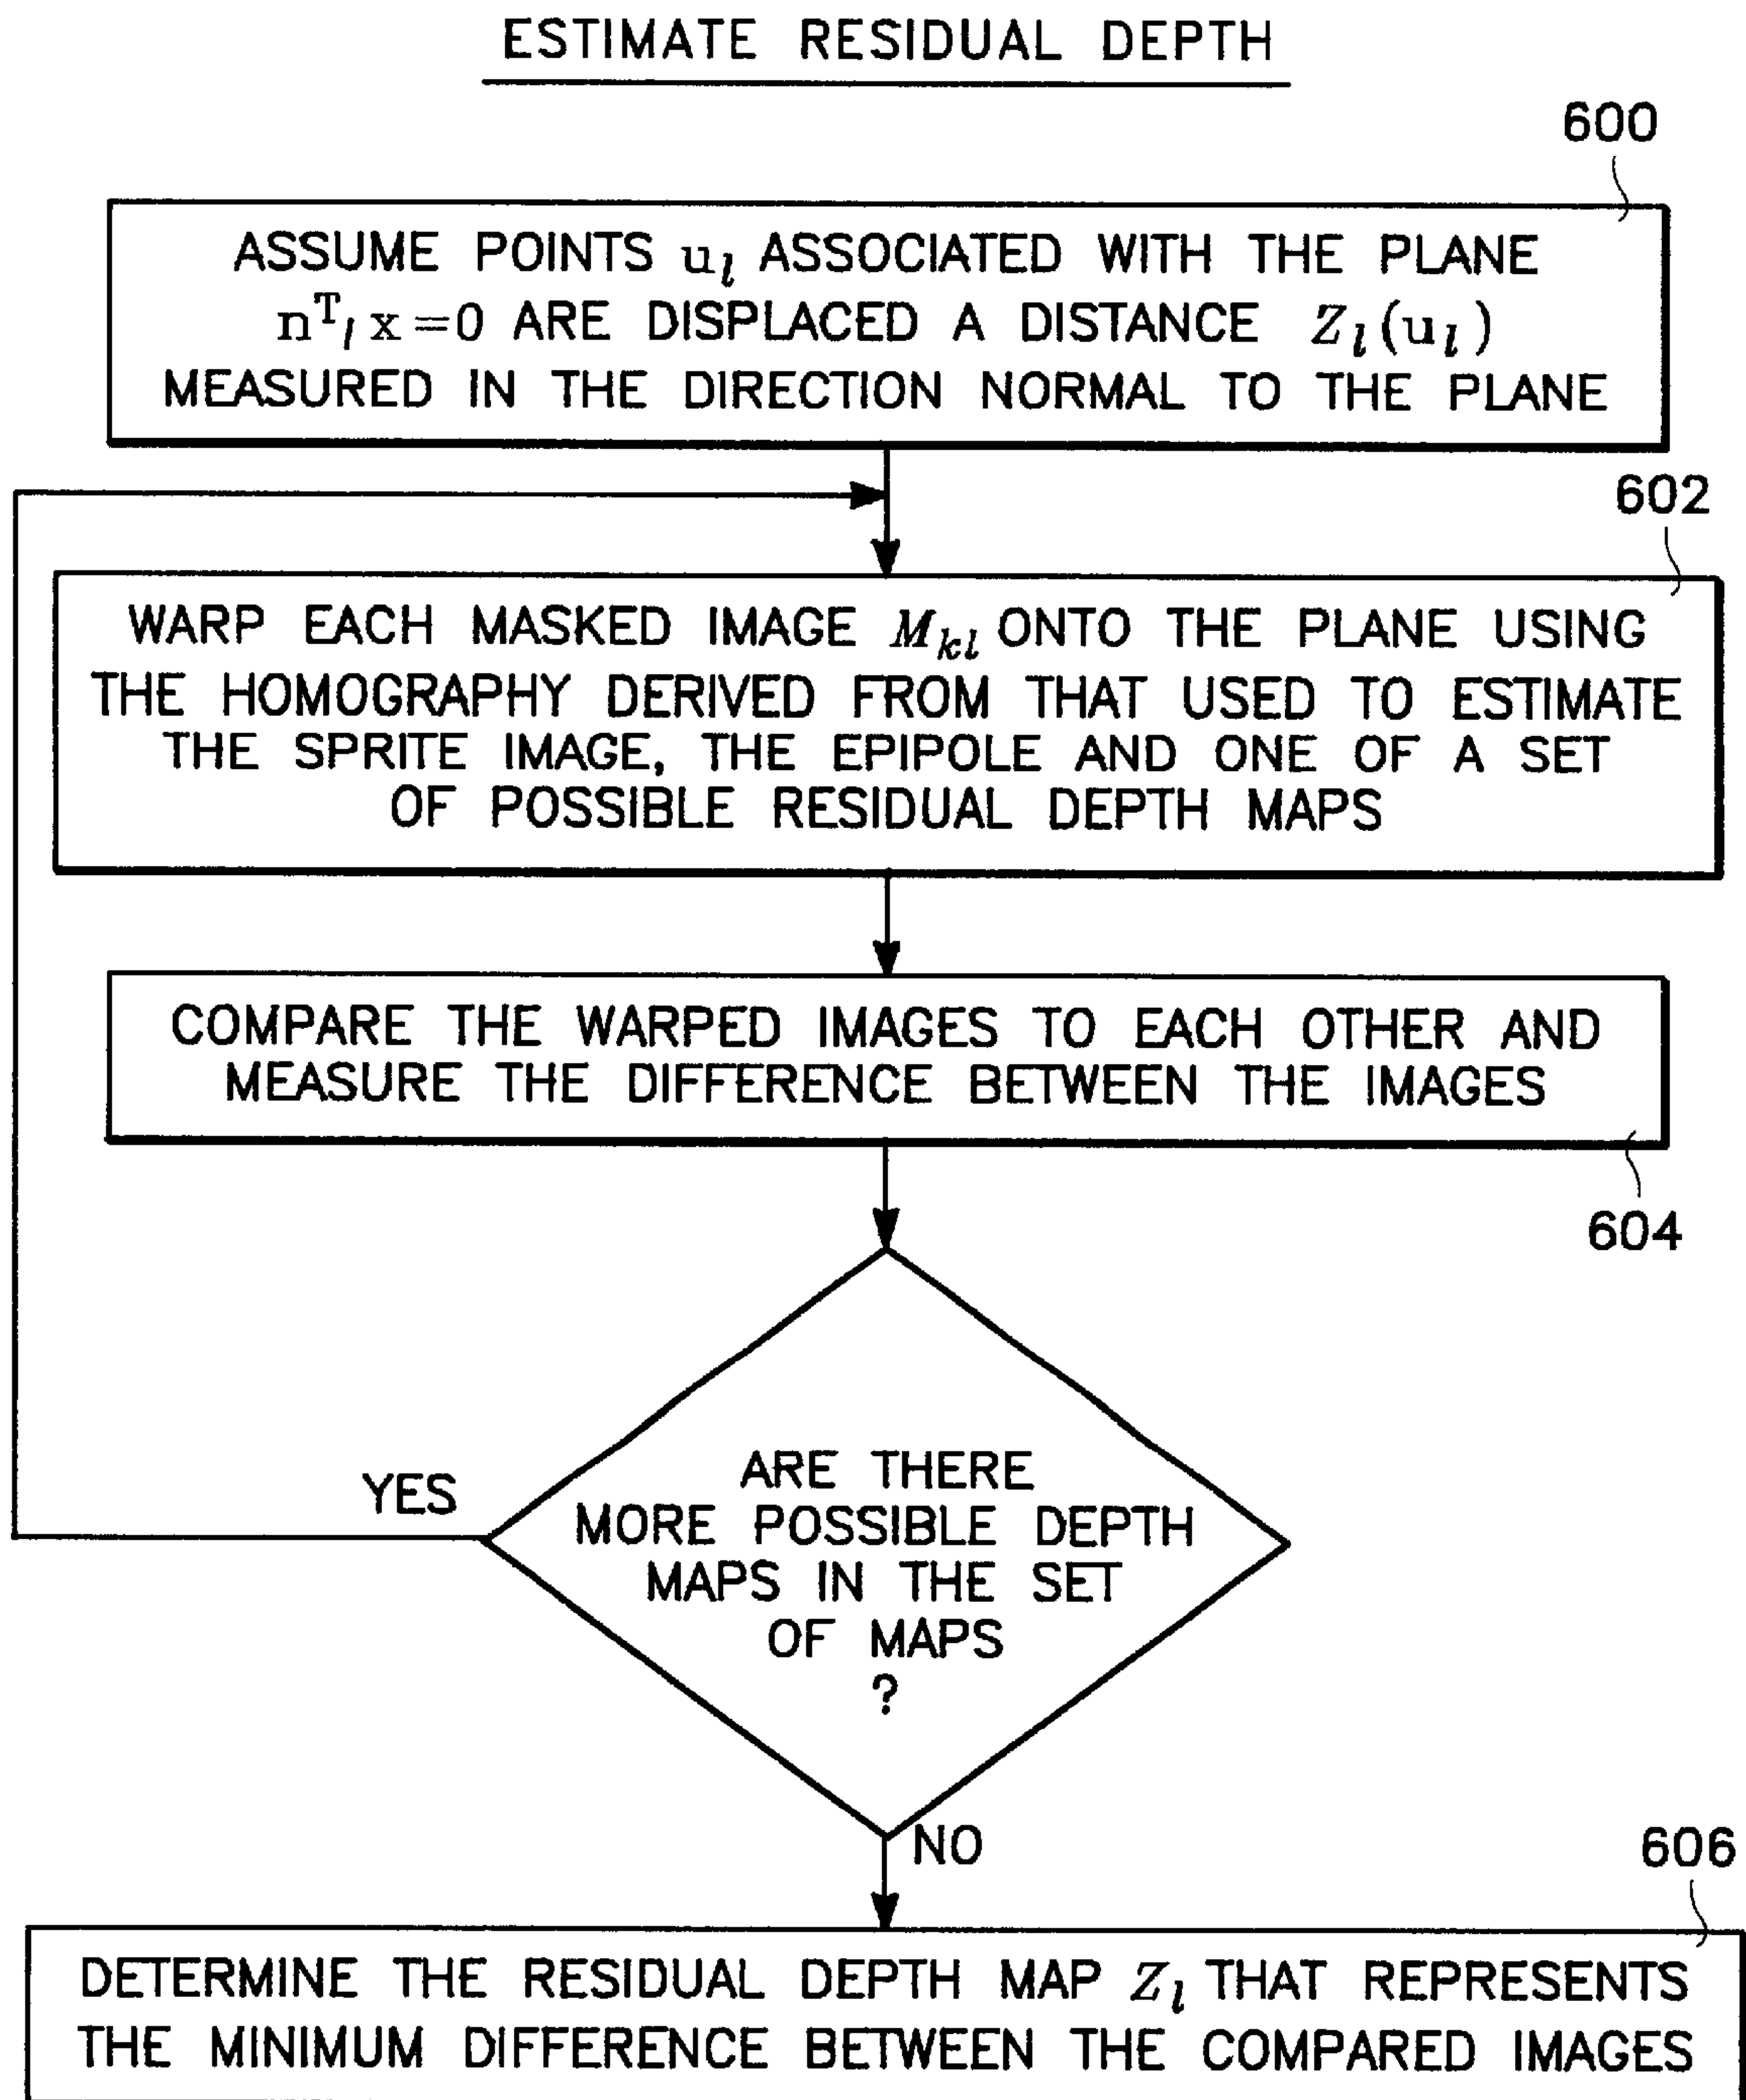 ESTIMATE RESIDUAL DEPTH
600
ASSUME POINTS u_l ASSOCIATED WITH THE PLANE
n^T_l x=0 ARE DISPLACED A DISTANCE Z_l(u_l)
MEASURED IN THE DIRECTION NORMAL TO THE PLANE
602
WARP EACH MASKED IMAGE M_kl ONTO THE PLANE USING
THE HOMOGRAPHY DERIVED FROM THAT USED TO ESTIMATE
THE SPRITE IMAGE, THE EPIPOLE AND ONE OF A SET
OF POSSIBLE RESIDUAL DEPTH MAPS
COMPARE THE WARPED IMAGES TO EACH OTHER AND
MEASURE THE DIFFERENCE BETWEEN THE IMAGES
604
YES
ARE THERE
MORE POSSIBLE DEPTH
MAPS IN THE SET
OF MAPS
?
NO
606
DETERMINE THE RESIDUAL DEPTH MAP Z_l THAT REPRESENTS
THE MINIMUM DIFFERENCE BETWEEN THE COMPARED IMAGES